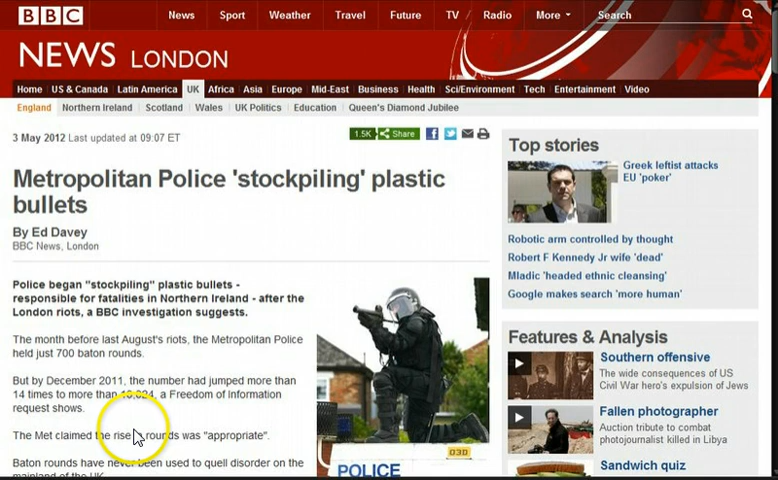 BBC News Sport Weather Travel Future TV Radio More Search
NEWS LONDON
Home US & Canada Latin America UK Africa Asia Europe Mid-East Business Health Sci/Environment Tech Entertainment Video
England Northern Ireland Scotland Wales UK Politics Education Queen's Diamond Jubilee
3 May 2012 Last updated at 09:07 ET
1.5K Share
Metropolitan Police 'stockpiling' plastic
bullets
By Ed Davey
BBC News, London
Police began "stockpiling" plastic bullets -
responsible for fatalities in Northern Ireland - after the
London riots, a BBC investigation suggests.
The month before last August's riots, the Metropolitan Police
held just 700 baton rounds.
But by December 2011, the number had jumped more than
14 times to more than 10,024, a Freedom of Information
request shows.
The Met claimed the rise rounds was "appropriate".
Baton rounds have never been used to quell disorder on the
mainland of the UK
POLICE
Top stories
Greek leftist attacks
EU 'poker'
Robotic arm controlled by thought
Robert F Kennedy Jr wife 'dead'
Mladic 'headed ethnic cleansing'
Google makes search 'more human'
Features & Analysis
Southern offensive
The wide consequences of US
Civil War hero's expulsion of Jews
Fallen photographer
Auction tribute to combat
photojournalist killed in Libya
Sandwich quiz